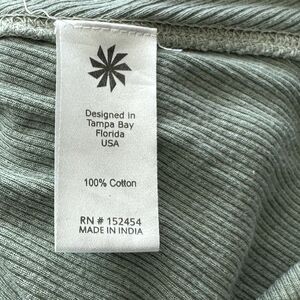 Designed in
Tampa Bay
Florida
USA
100% Cotton
RN # 152454
MADE IN INDIA